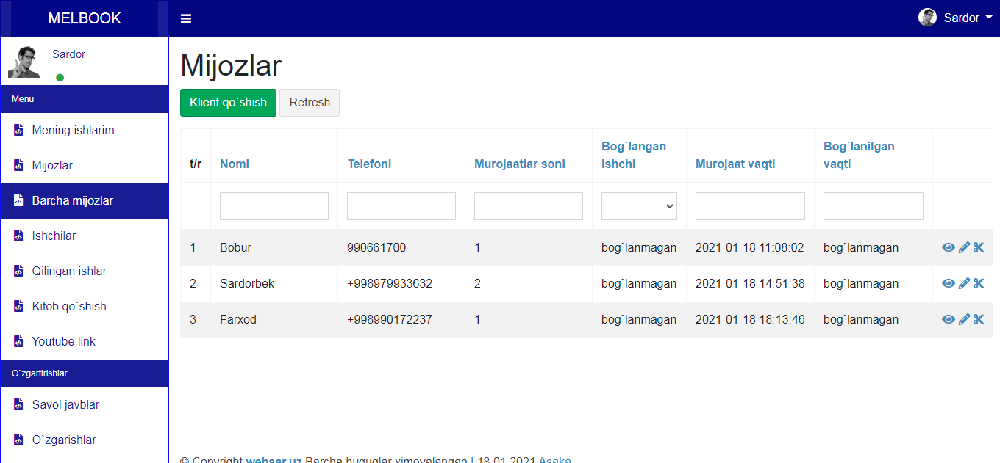 MELBOOK
Sardor
Sardor
Menu
Mening ishlarim
Mijozlar
Barcha mijozlar
Ishchilar
Qilingan ishlar
Kitob qo`shish
Youtube link
O`zgartirishlar
Savol javblar
O`zgarishlar
Mijozlar
Klient qo`shish Refresh
t/r Nomi Telefoni Murojaatlar soni Bog`langan ishchi Murojaat vaqti Bog`lanilgan vaqti
1 Bobur 990661700 1 bog`lanmagan 2021-01-18 11:08:02 bog`lanmagan
2 Sardorbek +998979933632 2 bog`lanmagan 2021-01-18 14:51:38 bog`lanmagan
3 Farxod +998990172237 1 bog`lanmagan 2021-01-18 18:13:46 bog`lanmagan
© Copyright websar.uz Barcha huquqlar ximoyalangan | 18.01.2021 Asaka